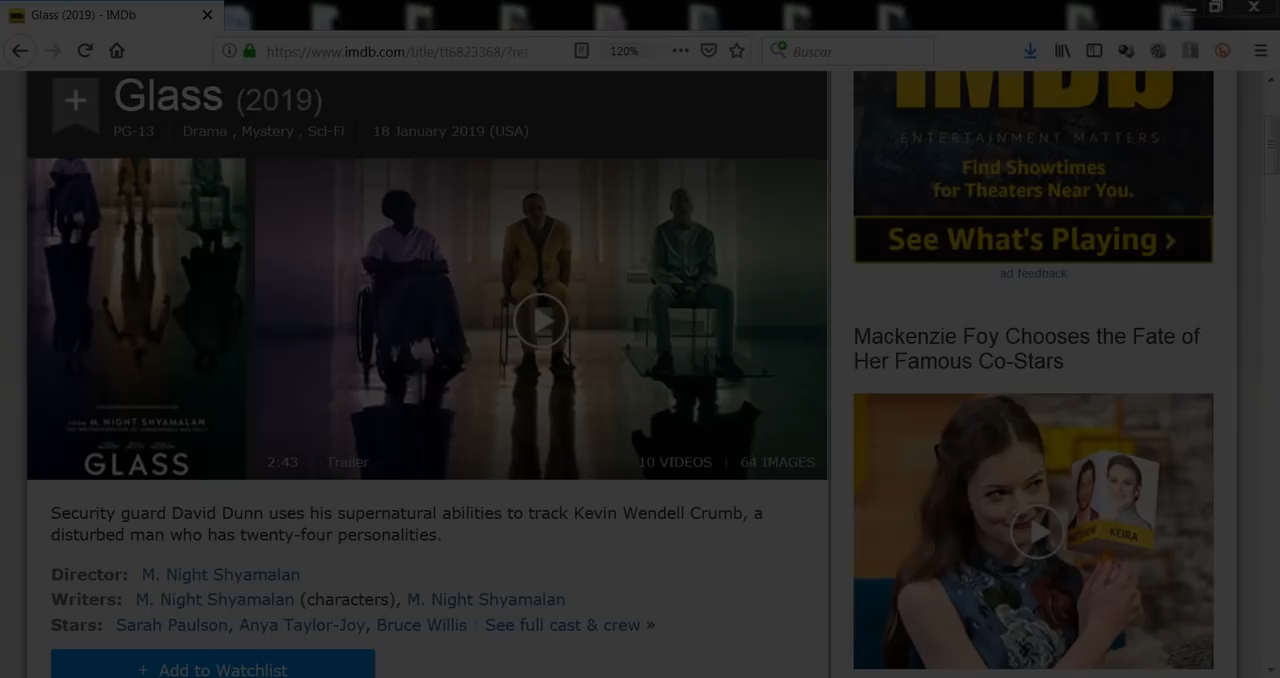 Glass (2019) - IMDb
https://www.imdb.com/title/tt6823368/?ref
120%
Buscar
Glass (2019)
PG-13 | Drama , Mystery , Sci-Fi | 18 January 2019 (USA)
FROM M. NIGHT SHYAMALAN
GLASS
2:43 | Trailer
10 VIDEOS | 64 IMAGES
Security guard David Dunn uses his supernatural abilities to track Kevin Wendell Crumb, a
disturbed man who has twenty-four personalities.
Director: M. Night Shyamalan
Writers: M. Night Shyamalan (characters), M. Night Shyamalan
Stars: Sarah Paulson, Anya Taylor-Joy, Bruce Willis | See full cast & crew »
+ Add to Watchlist
IMDb
ENTERTAINMENT MATTERS.
Find Showtimes
for Theaters Near You.
See What's Playing ›
ad feedback
Mackenzie Foy Chooses the Fate of
Her Famous Co-Stars
KEIRA